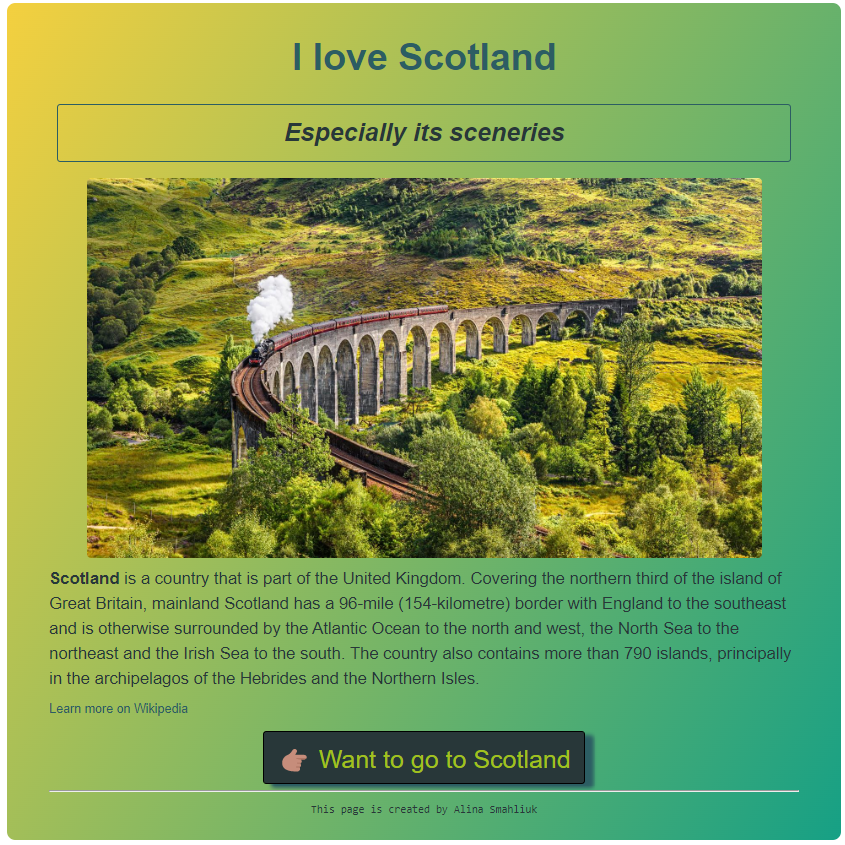 I love Scotland
Especially its sceneries
Scotland is a country that is part of the United Kingdom. Covering the northern third of the island of
Great Britain, mainland Scotland has a 96-mile (154-kilometre) border with England to the southeast
and is otherwise surrounded by the Atlantic Ocean to the north and west, the North Sea to the
northeast and the Irish Sea to the south. The country also contains more than 790 islands, principally
in the archipelagos of the Hebrides and the Northern Isles.
Learn more on Wikipedia
Want to go to Scotland
This page is created by Alina Smahliuk